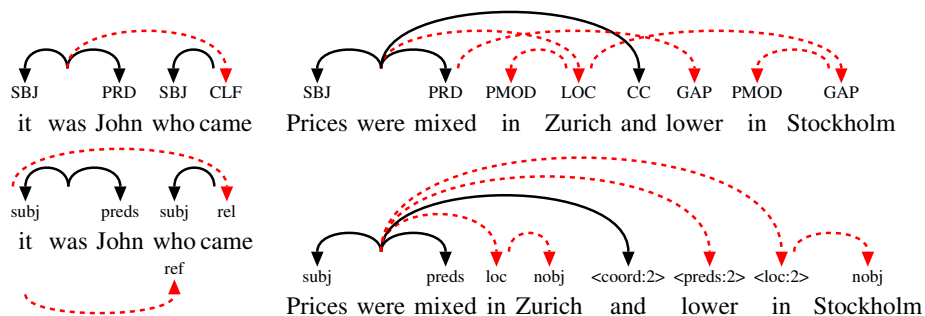 SBJ PRD SBJ CLF
it was John who came
subj preds subj rel
it was John who came
ref
SBJ PRD PMOD LOC CC GAP PMOD GAP
Prices were mixed in Zurich and lower in Stockholm
subj preds loc nobj <coord:2> <preds:2> <loc:2> nobj
Prices were mixed in Zurich and lower in Stockholm